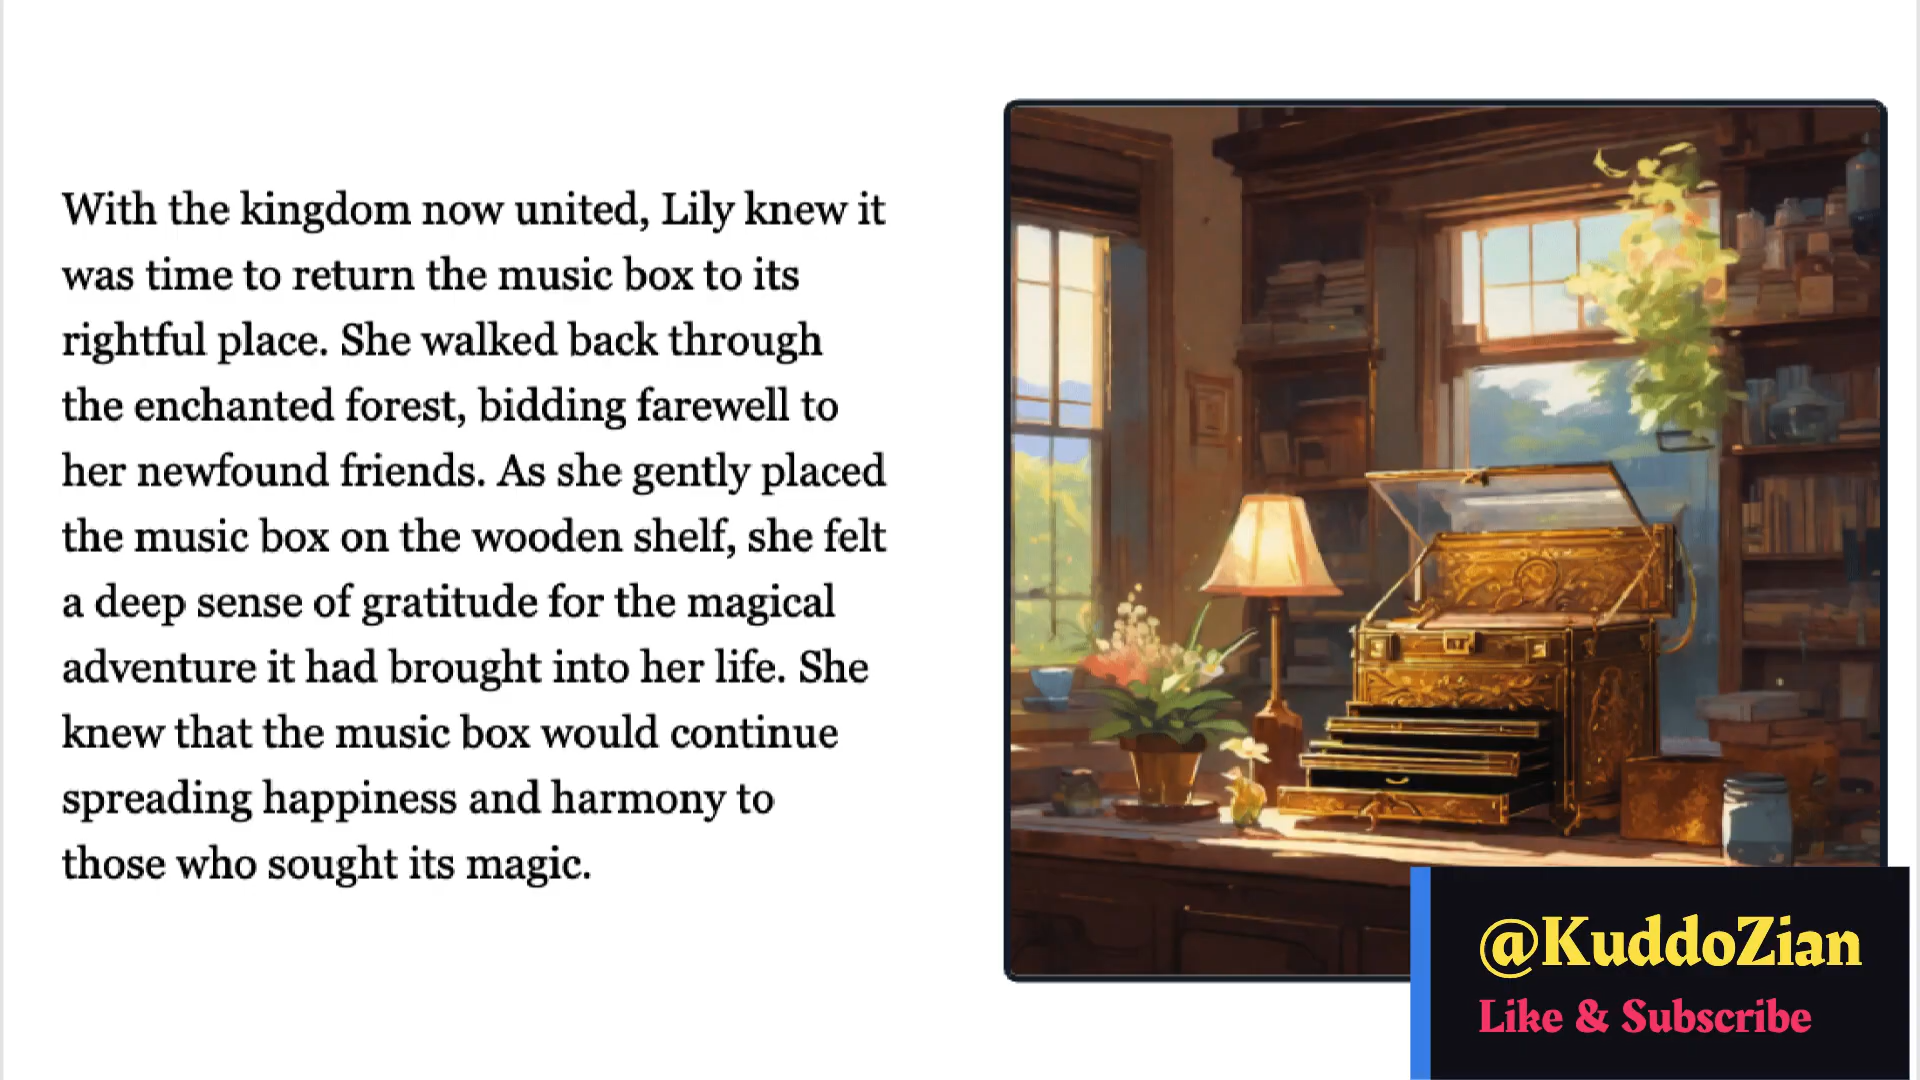 With the kingdom now united, Lily knew it
was time to return the music box to its
rightful place. She walked back through
the enchanted forest, bidding farewell to
her newfound friends. As she gently placed
the music box on the wooden shelf, she felt
a deep sense of gratitude for the magical
adventure it had brought into her life. She
knew that the music box would continue
spreading happiness and harmony to
those who sought its magic.
@KuddoZian
Like & Subscribe